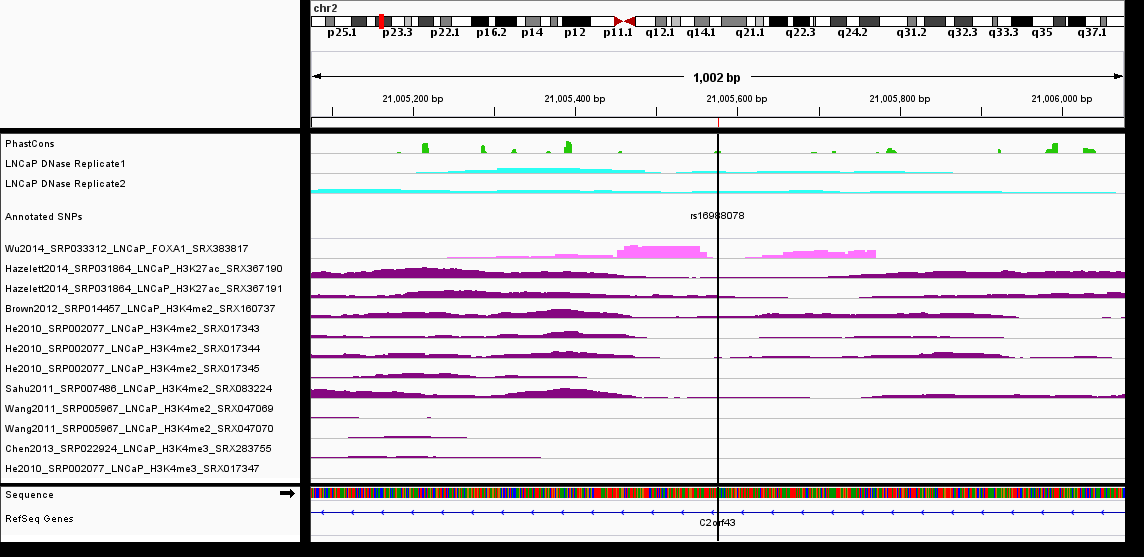 chr2
p25.1 p23.3 p22.1 p16.2 p14 p12 p11.1 q12.1 q14.1 q21.1 q22.3 q24.2 q31.2 q32.3 q33.3 q35 q37.1
1,002 bp
21,005,200 bp 21,005,400 bp 21,005,600 bp 21,005,800 bp 21,006,000 bp
PhastCons
LNCaP DNase Replicate1
LNCaP DNase Replicate2
Annotated SNPs
rs16988078
Wu2014_SRP033312_LNCaP_FOXA1_SRX383817
Hazelett2014_SRP031864_LNCaP_H3K27ac_SRX367190
Hazelett2014_SRP031864_LNCaP_H3K27ac_SRX367191
Brown2012_SRP014457_LNCaP_H3K4me2_SRX160737
He2010_SRP002077_LNCaP_H3K4me2_SRX017343
He2010_SRP002077_LNCaP_H3K4me2_SRX017344
He2010_SRP002077_LNCaP_H3K4me2_SRX017345
Sahu2011_SRP007486_LNCaP_H3K4me2_SRX083224
Wang2011_SRP005967_LNCaP_H3K4me2_SRX047069
Wang2011_SRP005967_LNCaP_H3K4me2_SRX047070
Chen2013_SRP022924_LNCaP_H3K4me3_SRX283755
He2010_SRP002077_LNCaP_H3K4me3_SRX017347
Sequence
RefSeq Genes
C2orf43